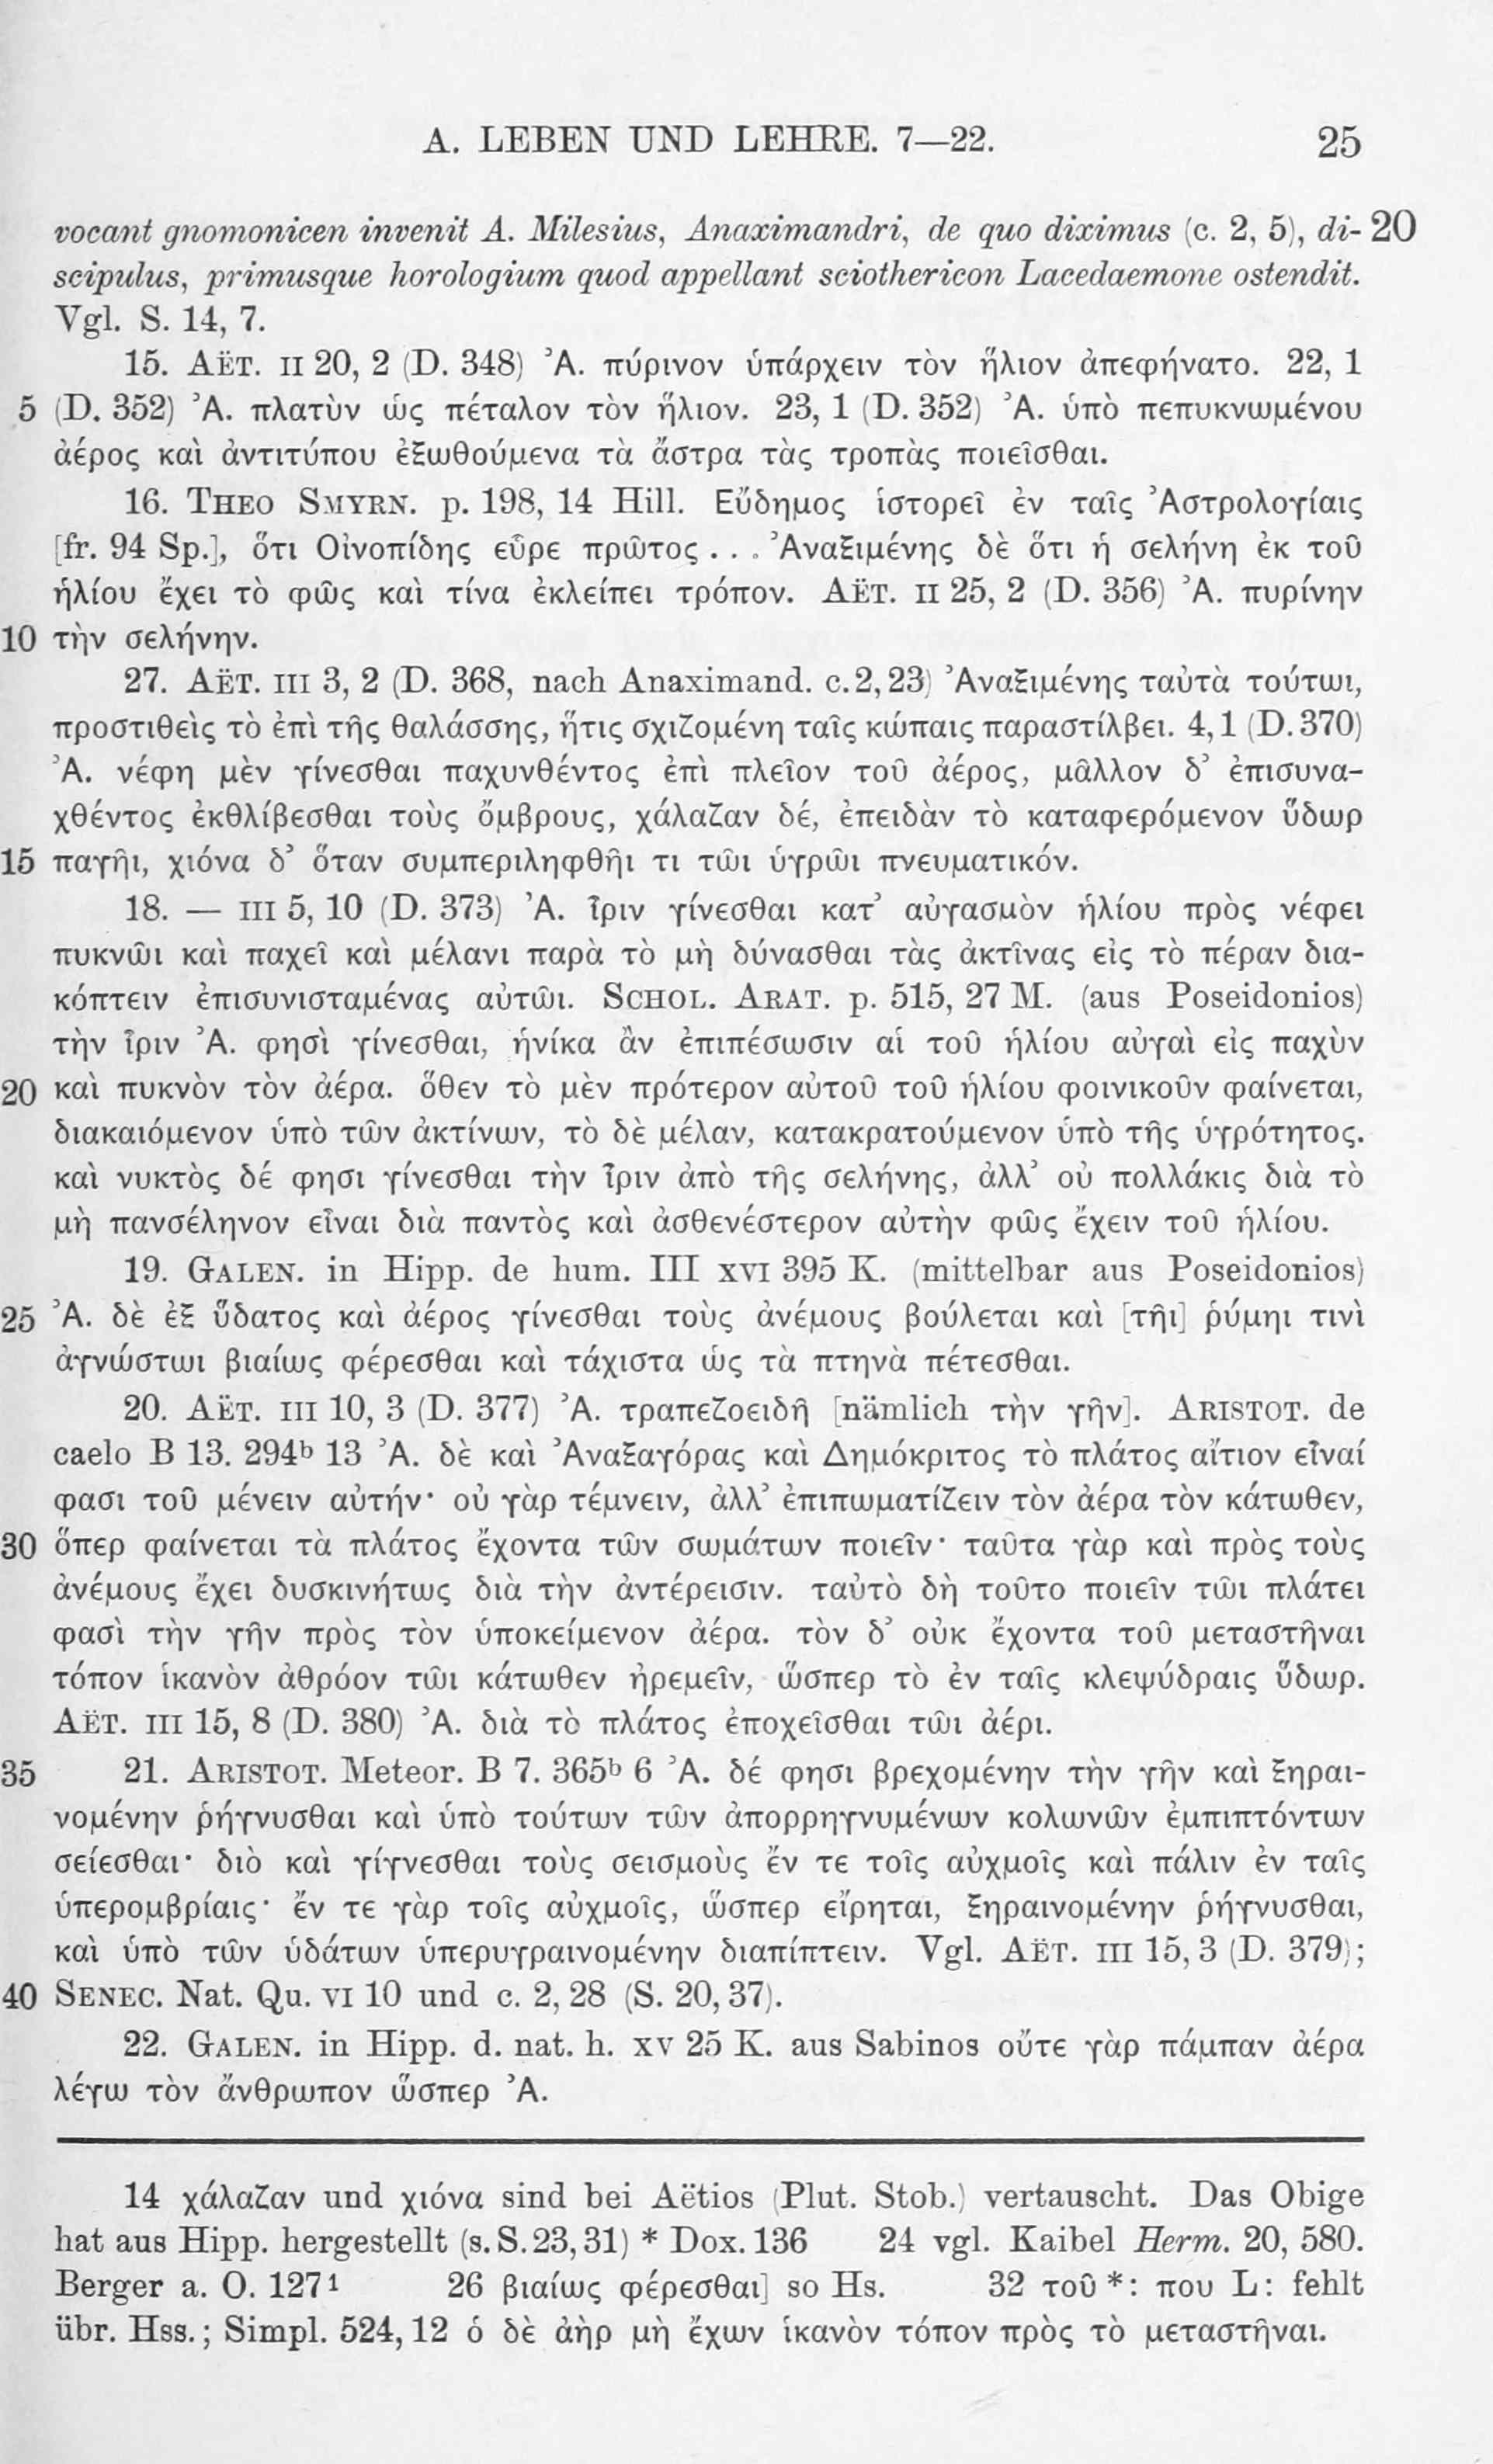 A. LEBEN UND LEHRE. 7—22. 25
vocant gnomonicen invenit A. Milesius, Anaximandri, de quo diximus (c. 2, 5), di- 20
scipulus, primusque horologium quod appellant sciothericon Lacedaemone ostendit.
Vgl. S. 14, 7.
15. AËT. II 20, 2 (D. 348) Ἀ. πύρινον ὑπάρχειν τὸν ἥλιον ἀπεφήνατο. 22, 1
5 (D. 352) Ἀ. πλατὺν ὡς πέταλον τὸν ἥλιον. 23, 1 (D. 352) Ἀ. ὑπὸ πεπυκνωμένου
ἀέρος καὶ ἀντιτύπου ἐξωθούμενα τὰ ἄστρα τὰς τροπὰς ποιεῖσθαι.
16. THEO SMYRN. p. 198, 14 Hill. Εὔδημος ἱστορεῖ ἐν ταῖς Ἀστρολογίαις
[fr. 94 Sp.], ὅτι Οἰνοπίδης εὗρε πρῶτος . . . Ἀναξιμένης δὲ ὅτι ἡ σελήνη ἐκ τοῦ
ἡλίου ἔχει τὸ φῶς καὶ τίνα ἐκλείπει τρόπον. AËT. II 25, 2 (D. 356) Ἀ. πυρίνην
10 τὴν σελήνην.
27. AËT. III 3, 2 (D. 368, nach Anaximand. c. 2, 23) Ἀναξιμένης ταὐτὰ τούτωι,
προστιθεὶς τὸ ἐπὶ τῆς θαλάσσης, ἥτις σχιζομένη ταῖς κώπαις παραστίλβει. 4, 1 (D. 370)
Ἀ. νέφη μὲν γίνεσθαι παχυνθέντος ἐπὶ πλεῖον τοῦ ἀέρος, μᾶλλον δ’ ἐπισυνα-
χθέντος ἐκθλίβεσθαι τοὺς ὄμβρους, χάλαζαν δέ, ἐπειδὰν τὸ καταφερόμενον ὕδωρ
15 παγῆι, χιόνα δ’ ὅταν συμπεριληφθῆι τι τῶι ὑγρῶι πνευματικόν.
18. — III 5, 10 (D. 373) Ἀ. ἶριν γίνεσθαι κατ’ αὐγασμὸν ἡλίου πρὸς νέφει
πυκνῶι καὶ παχεῖ καὶ μέλανι παρὰ τὸ μὴ δύνασθαι τὰς ἀκτῖνας εἰς τὸ πέραν δια-
κόπτειν ἐπισυνισταμένας αὐτῶι. SCHOL. ARAT. p. 515, 27 M. (aus Poseidonios)
τὴν ἶριν Ἀ. φησὶ γίνεσθαι, ἡνίκα ἂν ἐπιπέσωσιν αἱ τοῦ ἡλίου αὐγαὶ εἰς παχὺν
20 καὶ πυκνὸν τὸν ἀέρα. ὅθεν τὸ μὲν πρότερον αὐτοῦ τοῦ ἡλίου φοινικοῦν φαίνεται,
διακαιόμενον ὑπὸ τῶν ἀκτίνων, τὸ δὲ μέλαν, κατακρατούμενον ὑπὸ τῆς ὑγρότητος.
καὶ νυκτὸς δέ φησι γίνεσθαι τὴν ἶριν ἀπὸ τῆς σελήνης, ἀλλ’ οὐ πολλάκις διὰ τὸ
μὴ πανσέληνον εἶναι διὰ παντὸς καὶ ἀσθενέστερον αὐτὴν φῶς ἔχειν τοῦ ἡλίου.
19. GALEN. in Hipp. de hum. III XVI 395 K. (mittelbar aus Poseidonios)
25 Ἀ. δὲ ἐξ ὕδατος καὶ ἀέρος γίνεσθαι τοὺς ἀνέμους βούλεται καὶ [τῆι] ῥύμηι τινὶ
ἀγνώστωι βιαίως φέρεσθαι καὶ τάχιστα ὡς τὰ πτηνὰ πέτεσθαι.
20. AËT. III 10, 3 (D. 377) Ἀ. τραπεζοειδῆ [nämlich τὴν γῆν]. ARISTOT. de
caelo B 13. 294ᵇ 13 Ἀ. δὲ καὶ Ἀναξαγόρας καὶ Δημόκριτος τὸ πλάτος αἴτιον εἶναί
φασι τοῦ μένειν αὐτήν· οὐ γὰρ τέμνειν, ἀλλ’ ἐπιπωματίζειν τὸν ἀέρα τὸν κάτωθεν,
30 ὅπερ φαίνεται τὰ πλάτος ἔχοντα τῶν σωμάτων ποιεῖν· ταῦτα γὰρ καὶ πρὸς τοὺς
ἀνέμους ἔχει δυσκινήτως διὰ τὴν ἀντέρεισιν. ταὐτὸ δὴ τοῦτο ποιεῖν τῶι πλάτει
φασὶ τὴν γῆν πρὸς τὸν ὑποκείμενον ἀέρα. τὸν δ’ οὐκ ἔχοντα τοῦ μεταστῆναι
τόπον ἱκανὸν ἀθρόον τῶι κάτωθεν ἠρεμεῖν, ὥσπερ τὸ ἐν ταῖς κλεψύδραις ὕδωρ.
AËT. III 15, 8 (D. 380) Ἀ. διὰ τὸ πλάτος ἐποχεῖσθαι τῶι ἀέρι.
35 21. ARISTOT. Meteor. B 7. 365ᵇ 6 Ἀ. δέ φησι βρεχομένην τὴν γῆν καὶ ξηραι-
νομένην ῥήγνυσθαι καὶ ὑπὸ τούτων τῶν ἀπορρηγνυμένων κολωνῶν ἐμπιπτόντων
σείεσθαι· διὸ καὶ γίγνεσθαι τοὺς σεισμοὺς ἔν τε τοῖς αὐχμοῖς καὶ πάλιν ἐν ταῖς
ὑπερομβρίαις· ἔν τε γὰρ τοῖς αὐχμοῖς, ὥσπερ εἴρηται, ξηραινομένην ῥήγνυσθαι,
καὶ ὑπὸ τῶν ὑδάτων ὑπερυγραινομένην διαπίπτειν. Vgl. AËT. III 15, 3 (D. 379);
40 SENEC. Nat. Qu. VI 10 und c. 2, 28 (S. 20, 37).
22. GALEN. in Hipp. d. nat. h. XV 25 K. aus Sabinos οὔτε γὰρ πάμπαν ἀέρα
λέγω τὸν ἄνθρωπον ὥσπερ Ἀ.
14 χάλαζαν und χιόνα sind bei Aëtios (Plut. Stob.) vertauscht. Das Obige
hat aus Hipp. hergestellt (s. S. 23, 31) * Dox. 136 24 vgl. Kaibel Herm. 20, 580.
Berger a. O. 127¹ 26 βιαίως φέρεσθαι] so Hs. 32 τοῦ *: που L: fehlt
übr. Hss.; Simpl. 524, 12 ὁ δὲ ἀὴρ μὴ ἔχων ἱκανὸν τόπον πρὸς τὸ μεταστῆναι.